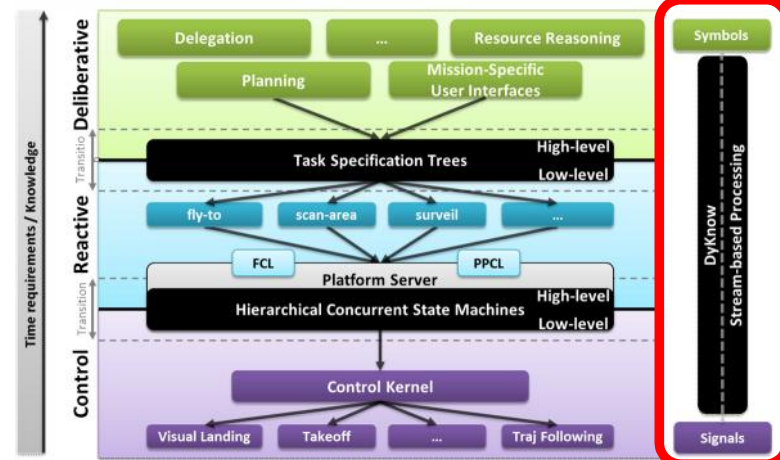 Time requirements / Knowledge
Deliberative
Delegation
...
Resource Reasoning
Planning
Mission-Specific
User Interfaces
Transitio
Task Specification Trees
High-level
Low-level
Reactive
fly-to
scan-area
surveil
...
FCL
PPCL
Platform Server
Transition
Hierarchical Concurrent State Machines
High-level
Low-level
Control
Control Kernel
Visual Landing
Takeoff
...
Traj Following
Symbols
DyKnow
Stream-based Processing
Signals